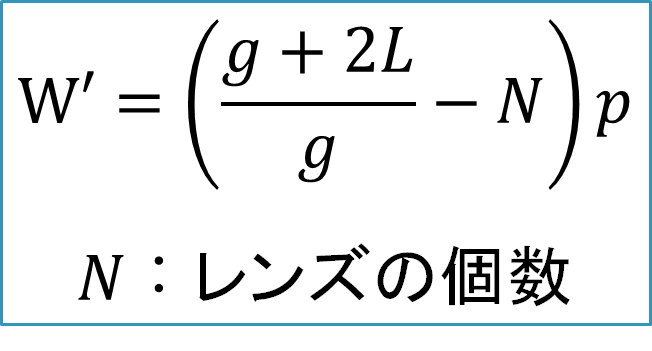 W′ = ( (g + 2L) / g − N ) p
N：レンズの個数